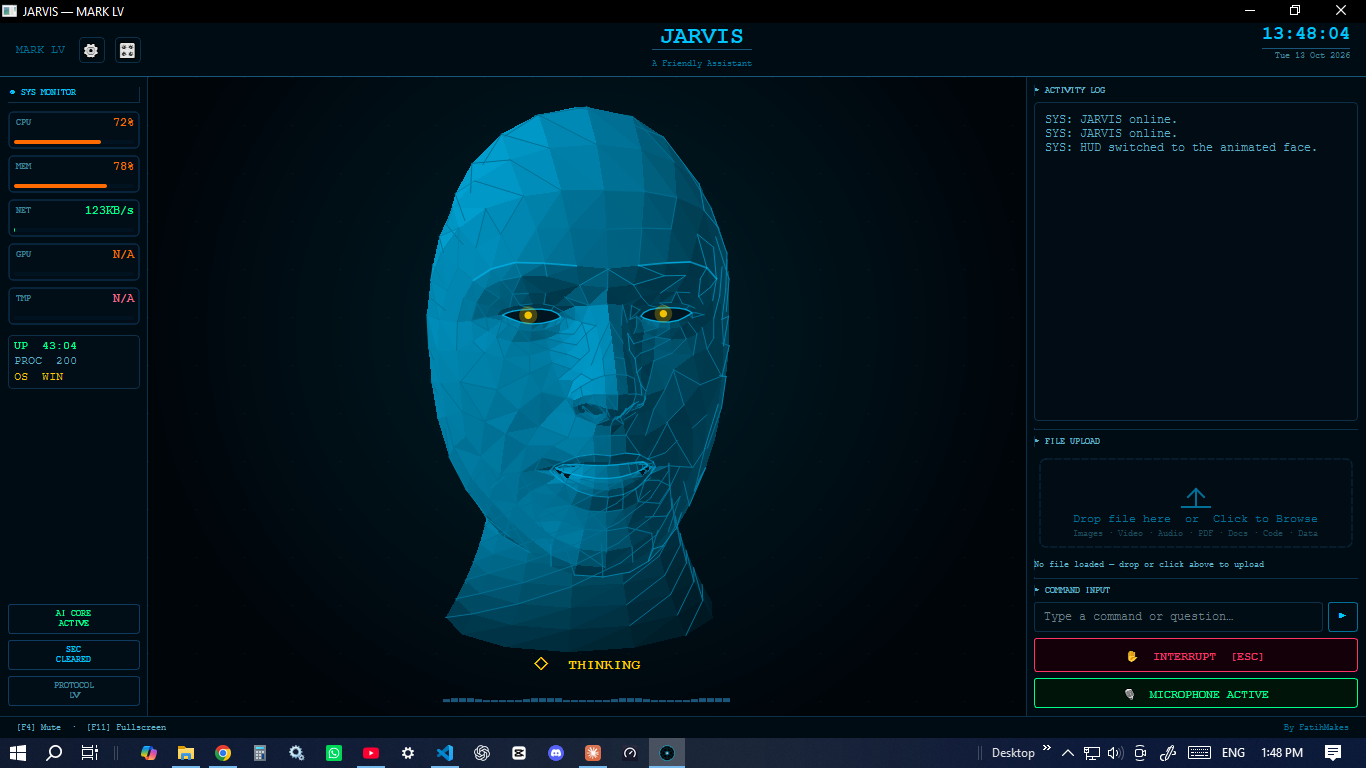 JARVIS — MARK LV
MARK LV
JARVIS
A Friendly Assistant
13:48:04
Tue 13 Oct 2026
SYS MONITOR
CPU 72%
MEM 78%
NET 123KB/s
GPU N/A
TMP N/A
UP 43:04
PROC 200
OS WIN
AI CORE
ACTIVE
SEC
CLEARED
PROTOCOL
LV
THINKING
ACTIVITY LOG
SYS: JARVIS online.
SYS: JARVIS online.
SYS: HUD switched to the animated face.
FILE UPLOAD
Drop file here or Click to Browse
Images · Video · Audio · PDF · Docs · Code · Data
No file loaded — drop or click above to upload
COMMAND INPUT
Type a command or question…
INTERRUPT [ESC]
MICROPHONE ACTIVE
[F4] Mute · [F11] Fullscreen
By FatihMakes
Desktop
ENG
1:48 PM